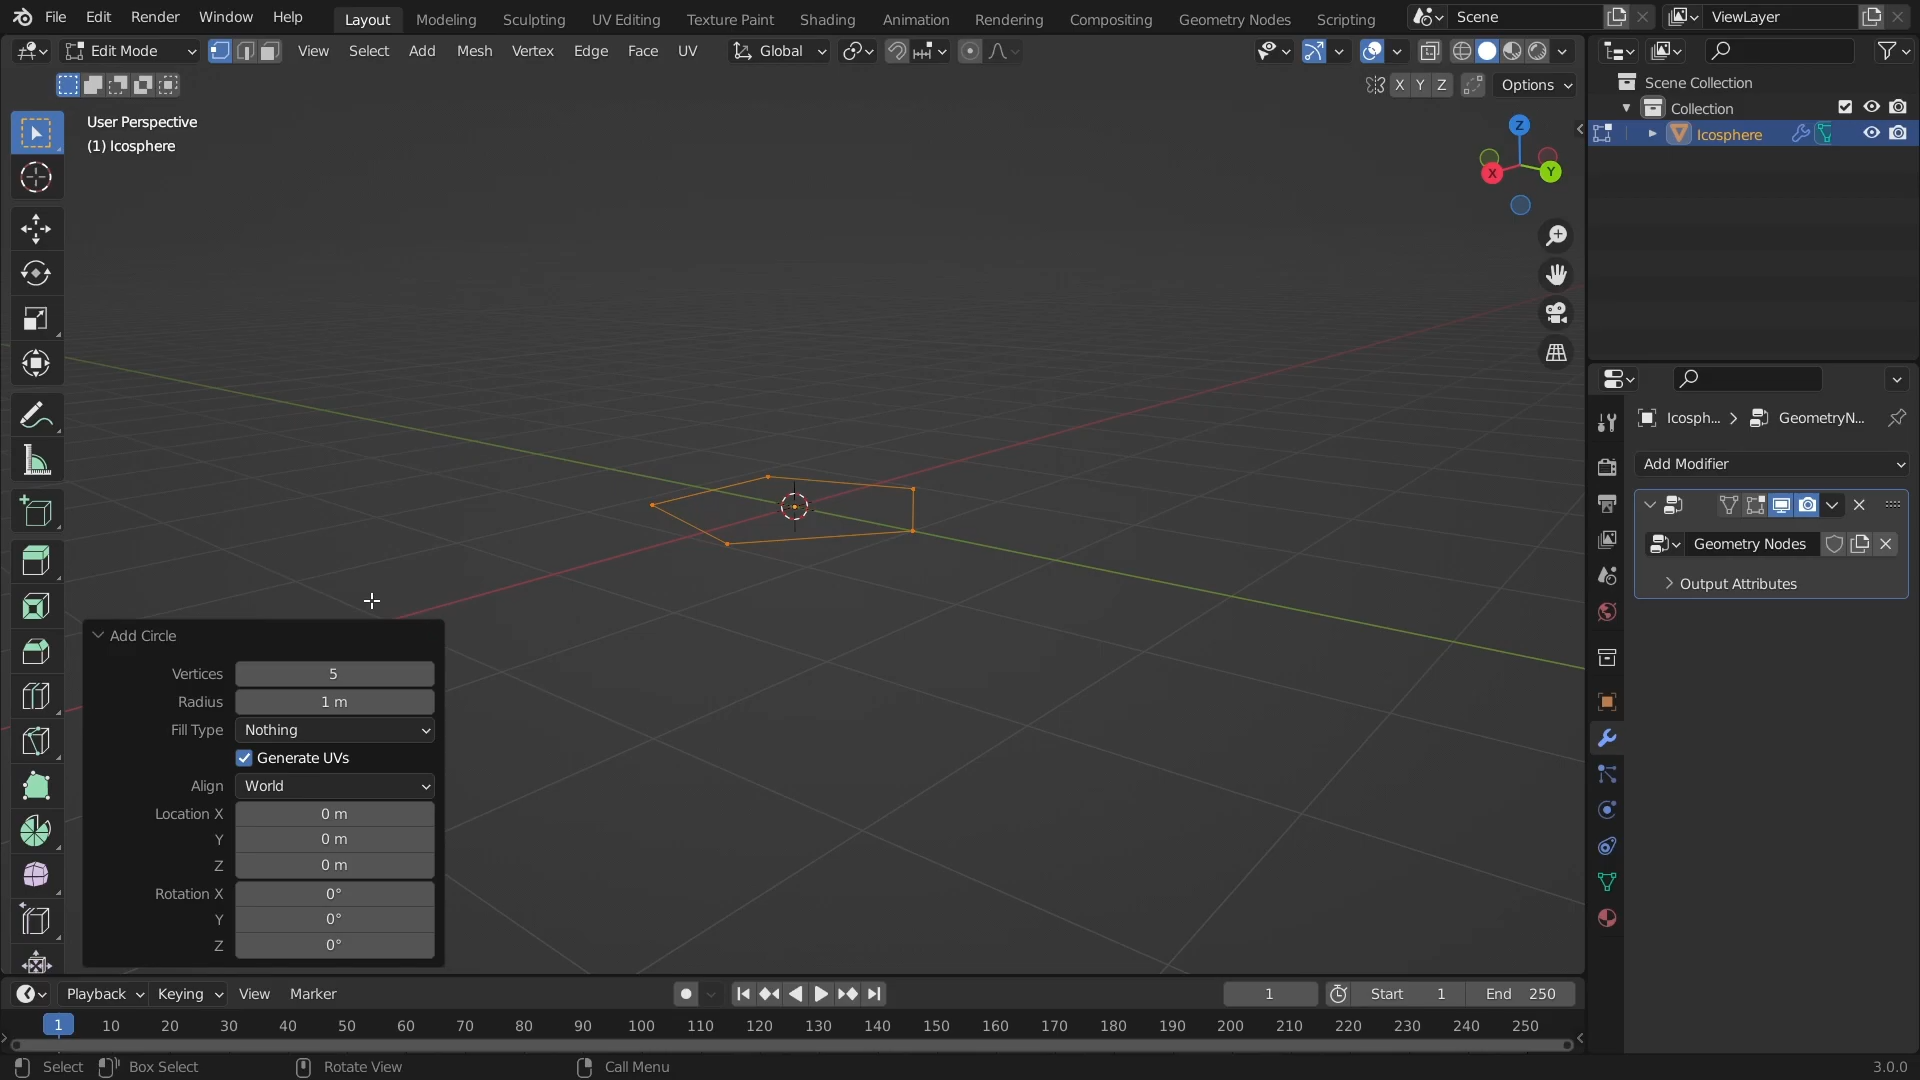 File Edit Render Window Help Layout Modeling Sculpting UV Editing Texture Paint Shading Animation Rendering Compositing Geometry Nodes Scripting Scene ViewLayer
Edit Mode View Select Add Mesh Vertex Edge Face UV Global
X Y Z Options
User Perspective
(1) Icosphere
Z
X Y
Scene Collection
Collection
Icosphere
Icosph... GeometryN...
Add Modifier
Geometry Nodes
Output Attributes
Add Circle
Vertices 5
Radius 1 m
Fill Type Nothing
Generate UVs
Align World
Location X 0 m
Y 0 m
Z 0 m
Rotation X 0°
Y 0°
Z 0°
Playback Keying View Marker 1 Start 1 End 250
1 10 20 30 40 50 60 70 80 90 100 110 120 130 140 150 160 170 180 190 200 210 220 230 240 250
Select Box Select Rotate View Call Menu 3.0.0